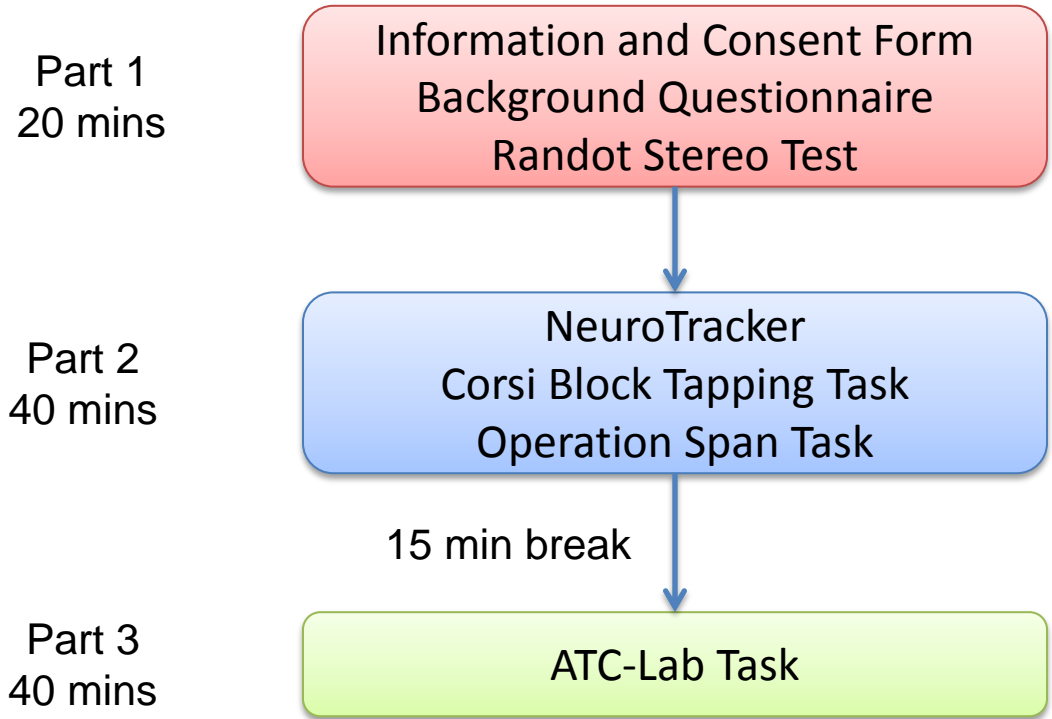 Part 1
20 mins
Information and Consent Form
Background Questionnaire
Randot Stereo Test
Part 2
40 mins
NeuroTracker
Corsi Block Tapping Task
Operation Span Task
15 min break
Part 3
40 mins
ATC-Lab Task